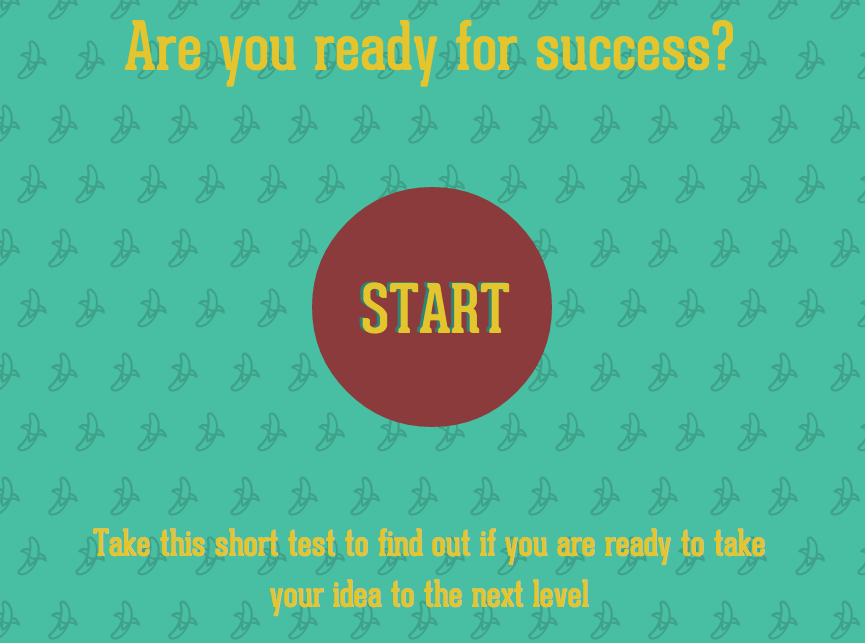 Are you ready for success?
START
Take this short test to find out if you are ready to take
your idea to the next level